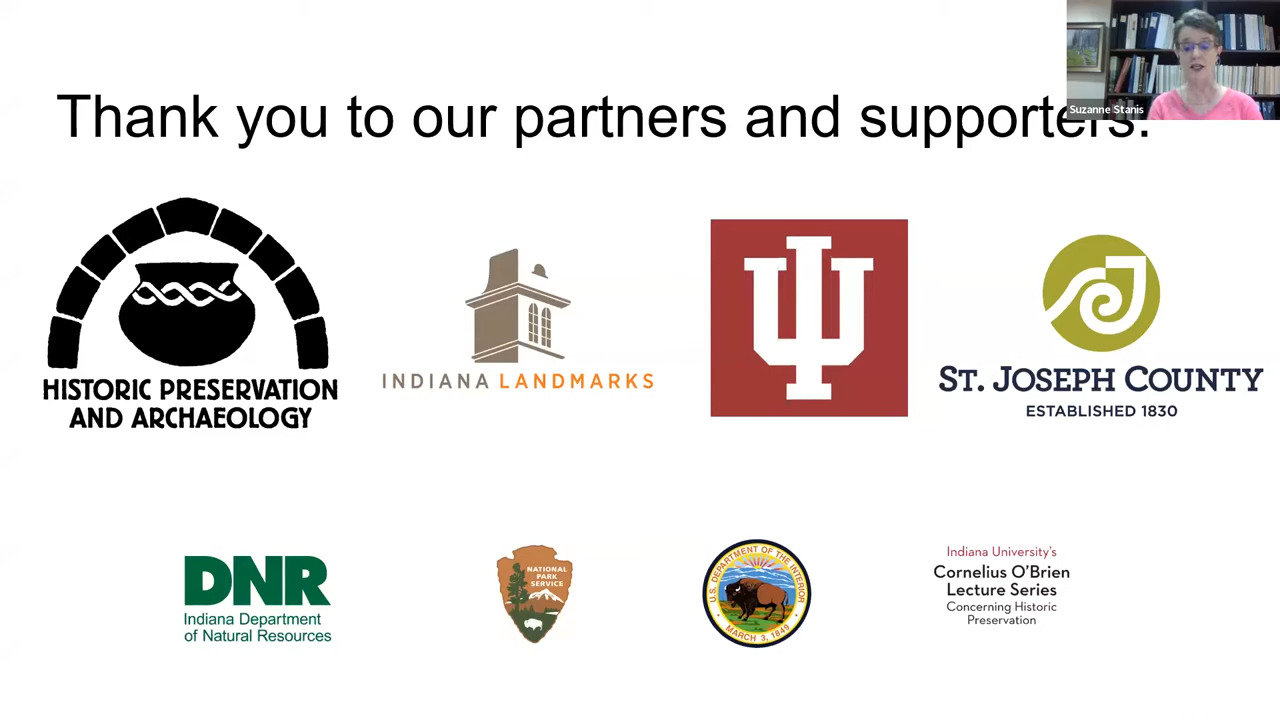 Thank you to our partners and supporters.
Suzanne Stanis
HISTORIC PRESERVATION
AND ARCHAEOLOGY
INDIANA LANDMARKS
ST. JOSEPH COUNTY
ESTABLISHED 1830
DNR
Indiana Department
of Natural Resources
NATIONAL
PARK
SERVICE
U.S. DEPARTMENT OF THE INTERIOR
MARCH 3, 1849
Indiana University's
Cornelius O'Brien
Lecture Series
Concerning Historic
Preservation